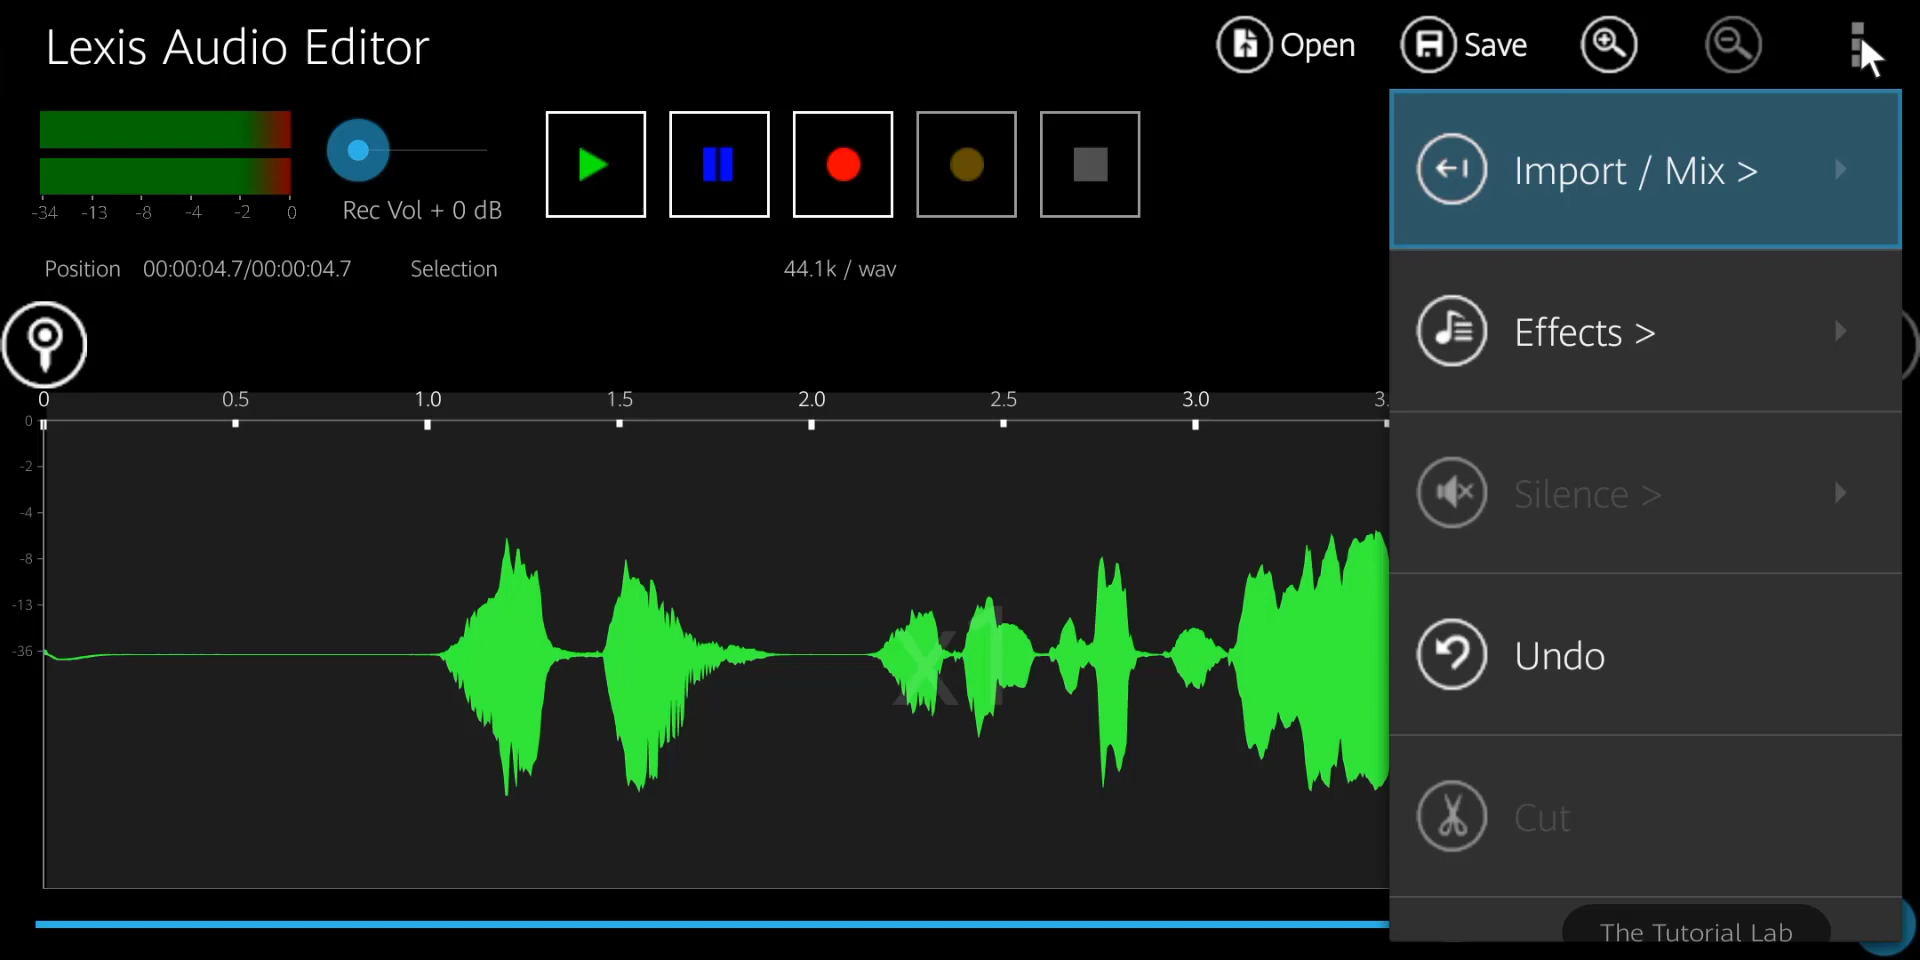 Lexis Audio Editor
Open
Save
-34 -13 -8 -4 -2 0
Rec Vol + 0 dB
Position 00:00:04.7/00:00:04.7 Selection 44.1k / wav
0 0.5 1.0 1.5 2.0 2.5 3.0 3.
0
-2
-4
-8
-13
-36
x1
Import / Mix >
Effects >
Silence >
Undo
Cut
The Tutorial Lab